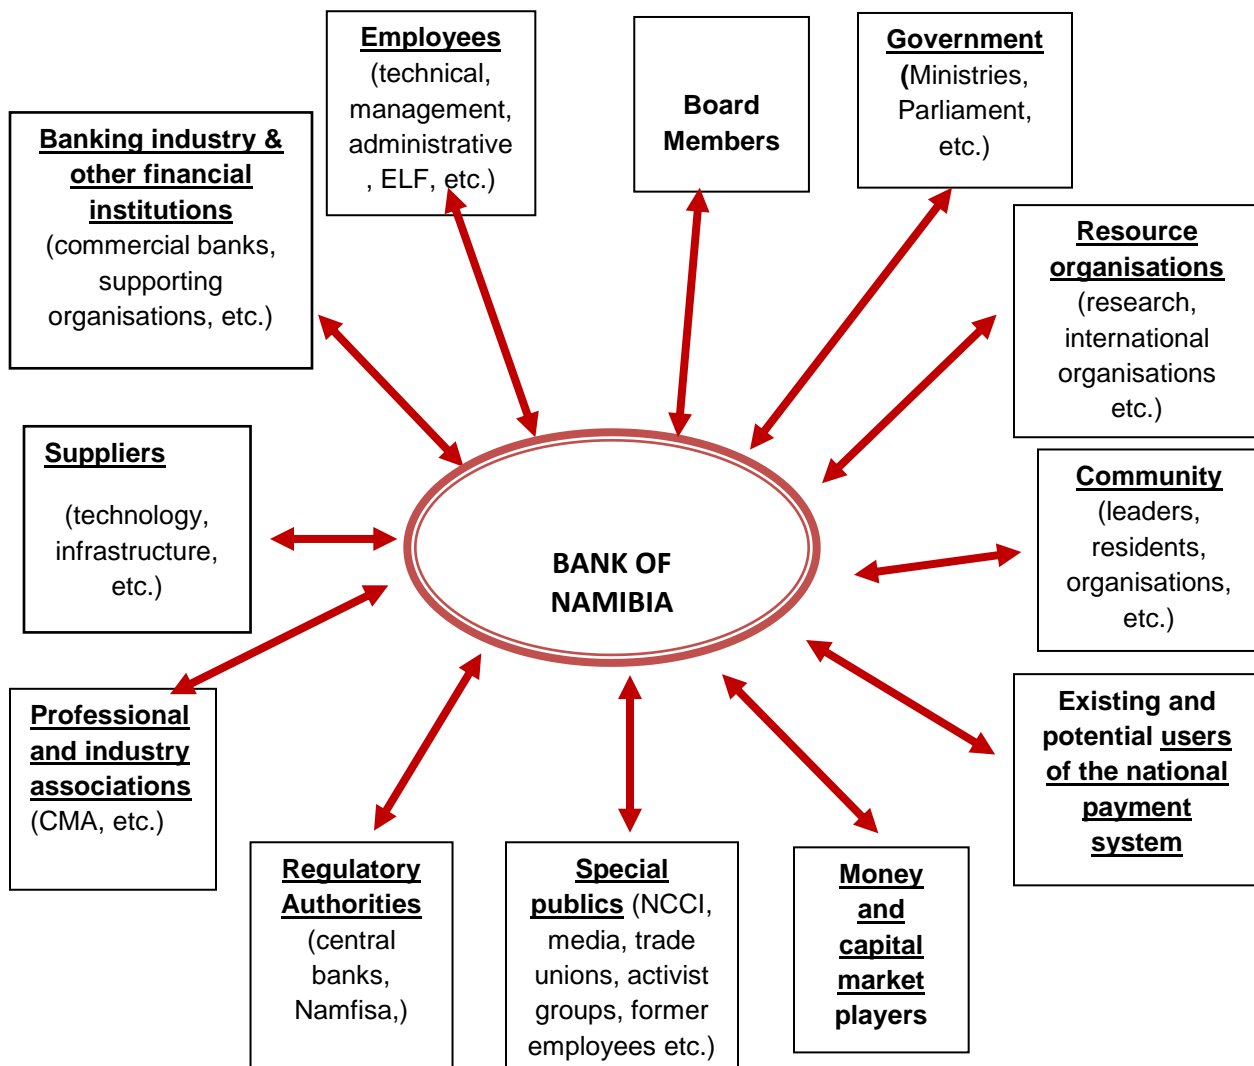 Employees
(technical,
management,
administrative
, ELF, etc.)
Board
Members
Government
(Ministries,
Parliament,
etc.)
Banking industry &
other financial
institutions
(commercial banks,
supporting
organisations, etc.)
Resource
organisations
(research,
international
organisations
etc.)
Suppliers
(technology,
infrastructure,
etc.)
BANK OF
NAMIBIA
Community
(leaders,
residents,
organisations,
etc.)
Professional
and industry
associations
(CMA, etc.)
Existing and
potential users
of the national
payment
system
Regulatory
Authorities
(central
banks,
Namfisa,)
Special
publics (NCCI,
media, trade
unions, activist
groups, former
employees etc.)
Money
and
capital
market
players